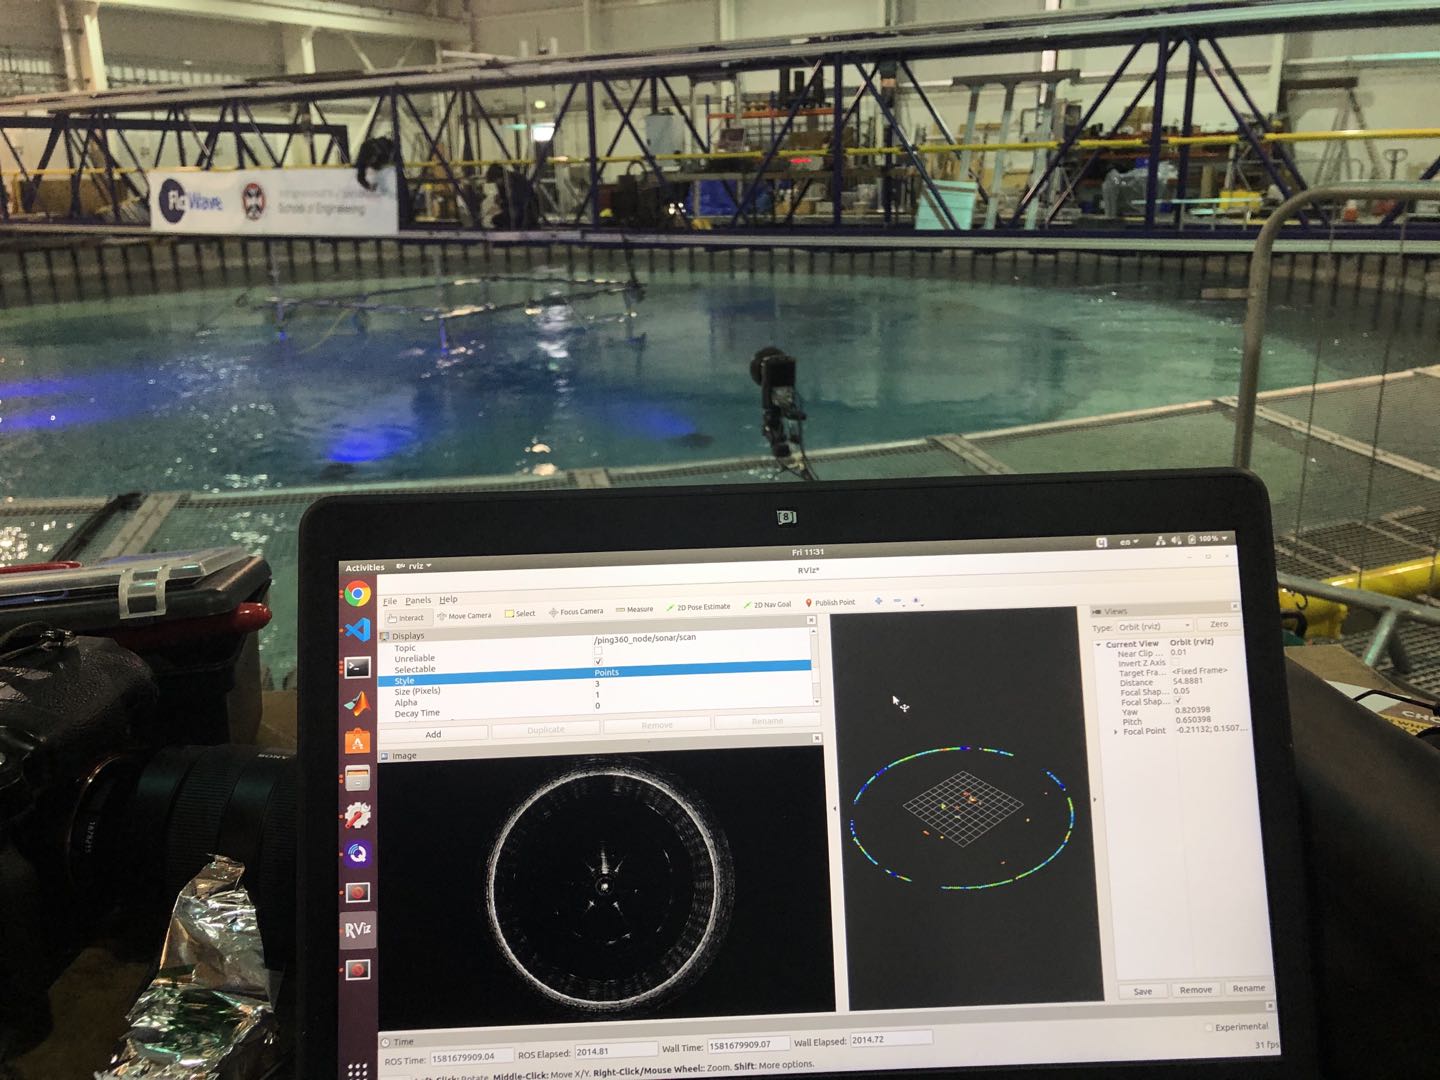 FloWave
School of Engineering
[8]
Activities
rviz
Fri 11:31
en
100%
RViz*
File Panels Help
Interact
Move Camera
Select
Focus Camera
Measure
2D Pose Estimate
2D Nav Goal
Publish Point
Displays
Topic /ping360_node/sonar/scan
Unreliable
Selectable
Style Points
Size (Pixels) 3
Alpha 1
Decay Time 0
Add Duplicate Remove Rename
Image
Views
Type: Orbit (rviz) Zero
Current View Orbit (rviz)
Near Clip ... 0.01
Invert Z Axis
Target Fra... <Fixed Frame>
Distance 54.8881
Focal Shap... 0.05
Focal Shap...
Yaw 0.820398
Pitch 0.650398
Focal Point -0.21132; 0.1507...
Save Remove Rename
RViz
SONY
Time
ROS Time: 1581679909.04 ROS Elapsed: 2014.81 Wall Time: 1581679909.07 Wall Elapsed: 2014.72
Experimental
Left-Click: Rotate. Middle-Click: Move X/Y. Right-Click/Mouse Wheel:: Zoom. Shift: More options.
31 fps